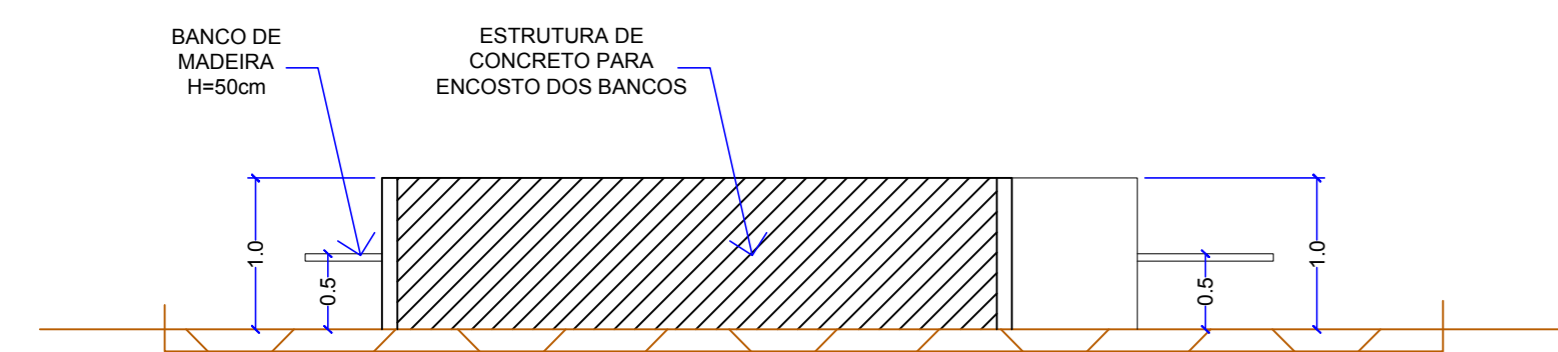 BANCO DE
MADEIRA
H=50cm
ESTRUTURA DE
CONCRETO PARA
ENCOSTO DOS BANCOS
1.0
0.5
0.5
1.0